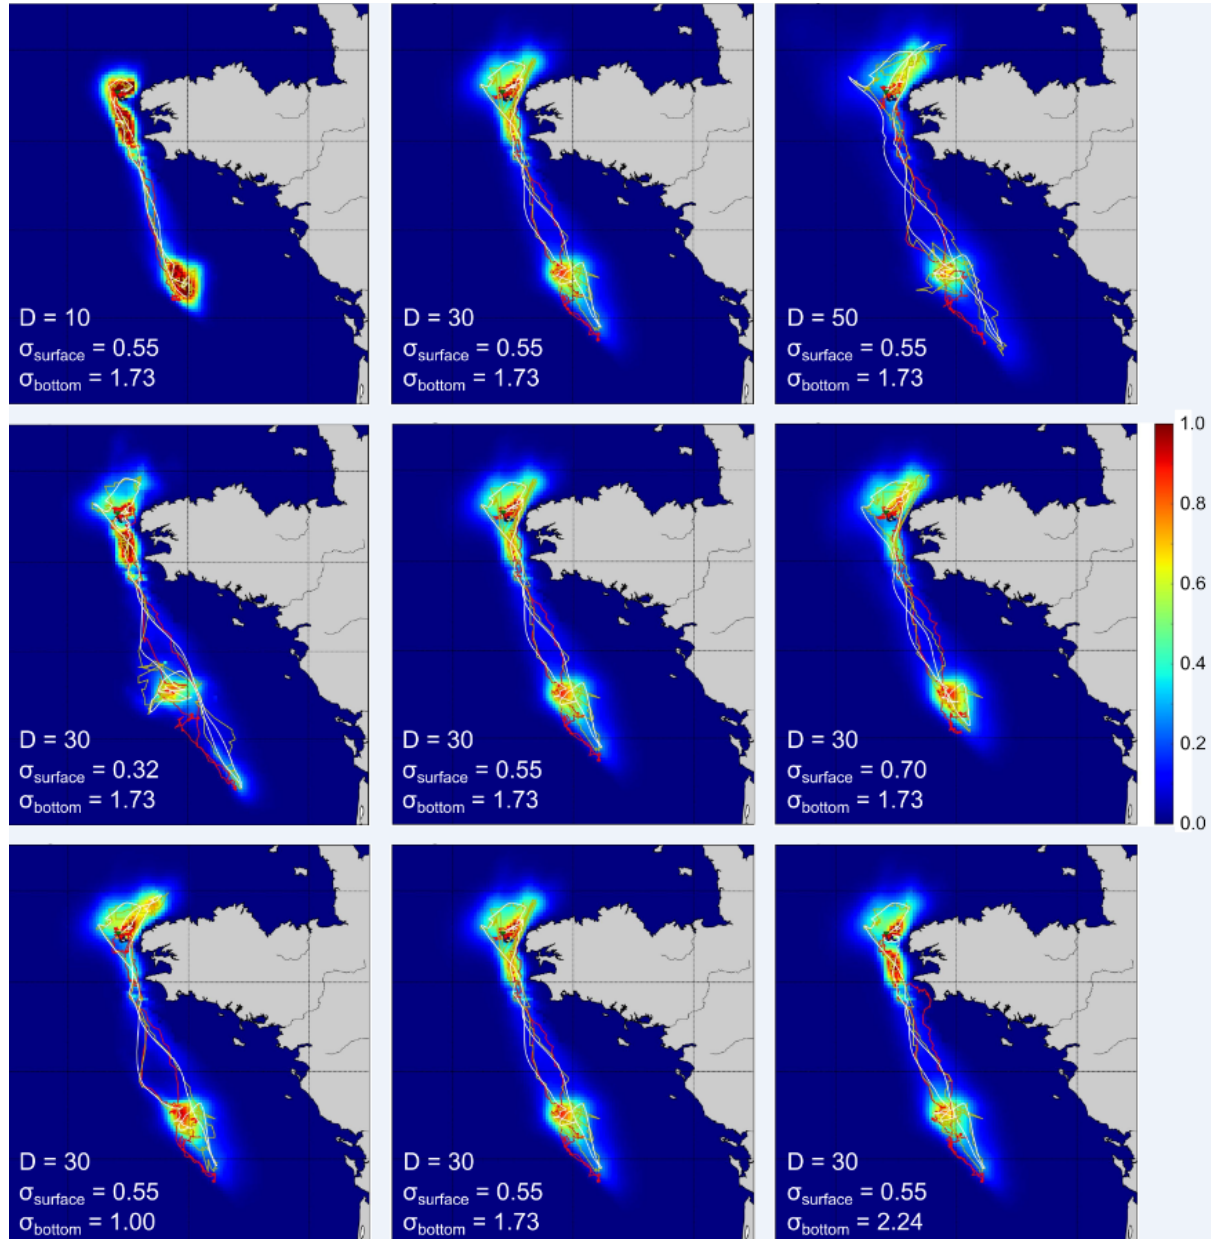 D = 10
σsurface = 0.55
σbottom = 1.73
D = 30
σsurface = 0.55
σbottom = 1.73
D = 50
σsurface = 0.55
σbottom = 1.73
D = 30
σsurface = 0.32
σbottom = 1.73
D = 30
σsurface = 0.55
σbottom = 1.73
D = 30
σsurface = 0.70
σbottom = 1.73
1.0
0.8
0.6
0.4
0.2
0.0
D = 30
σsurface = 0.55
σbottom = 1.00
D = 30
σsurface = 0.55
σbottom = 1.73
D = 30
σsurface = 0.55
σbottom = 2.24